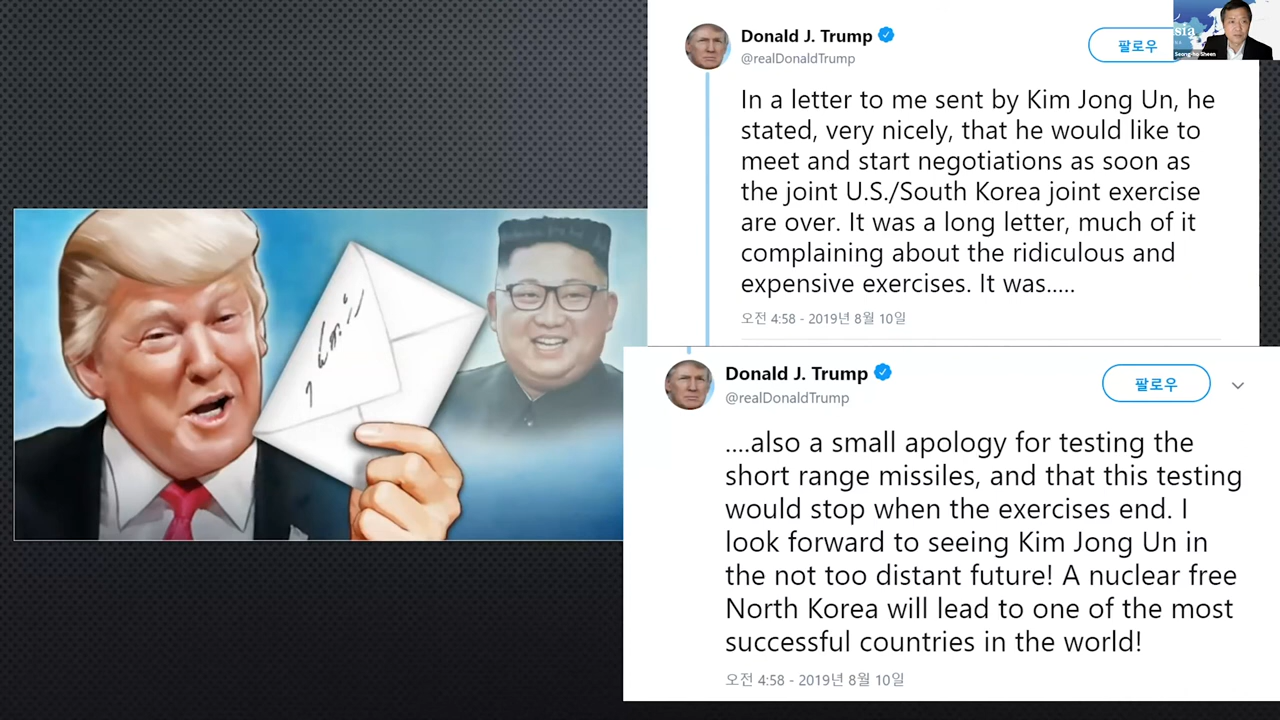 Donald J. Trump
@realDonaldTrump
팔로우
In a letter to me sent by Kim Jong Un, he
stated, very nicely, that he would like to
meet and start negotiations as soon as
the joint U.S./South Korea joint exercise
are over. It was a long letter, much of it
complaining about the ridiculous and
expensive exercises. It was.....
오전 4:58 - 2019년 8월 10일
sia
Seong-ho Sheen
Donald J. Trump
@realDonaldTrump
팔로우
....also a small apology for testing the
short range missiles, and that this testing
would stop when the exercises end. I
look forward to seeing Kim Jong Un in
the not too distant future! A nuclear free
North Korea will lead to one of the most
successful countries in the world!
오전 4:58 - 2019년 8월 10일